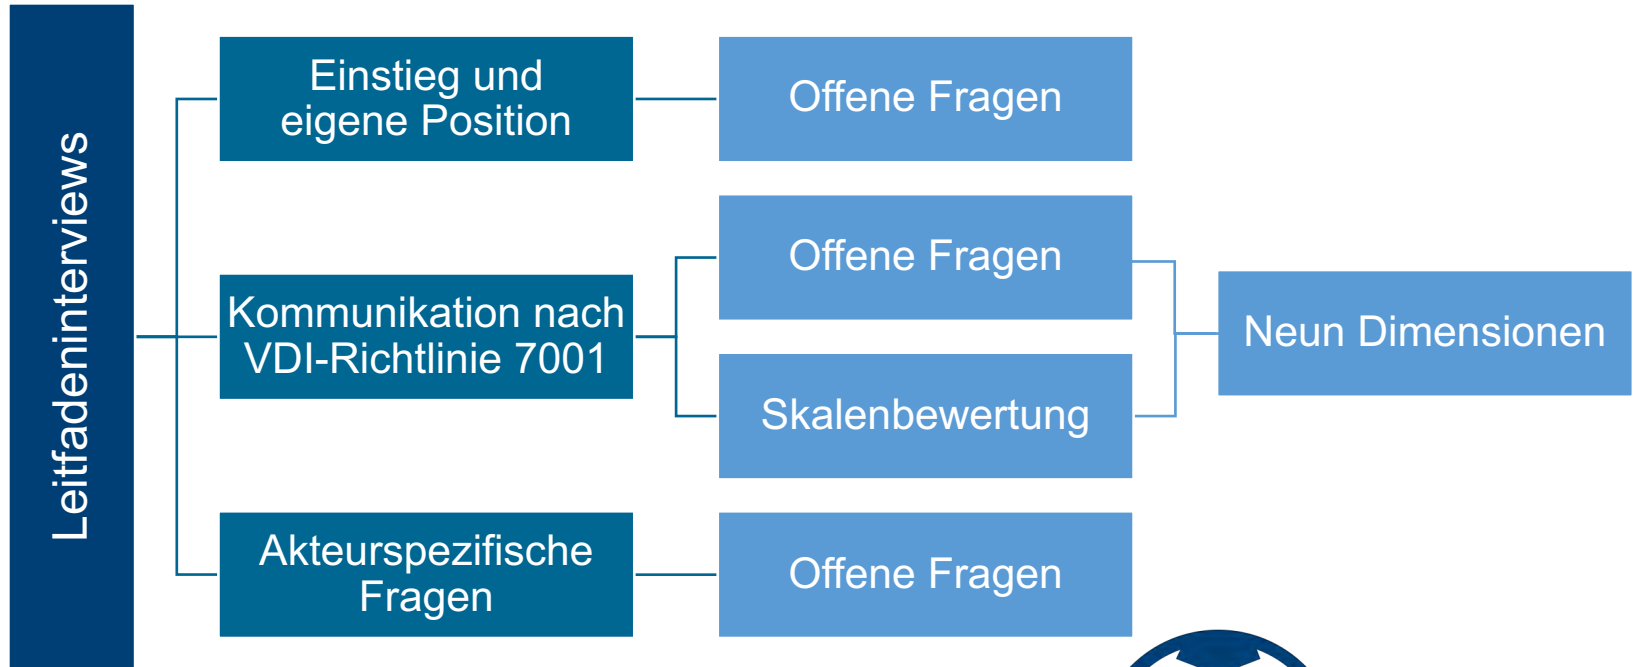 Leitfadeninterviews
Einstieg und
eigene Position
Offene Fragen
Kommunikation nach
VDI-Richtlinie 7001
Offene Fragen
Skalenbewertung
Neun Dimensionen
Akteurspezifische
Fragen
Offene Fragen